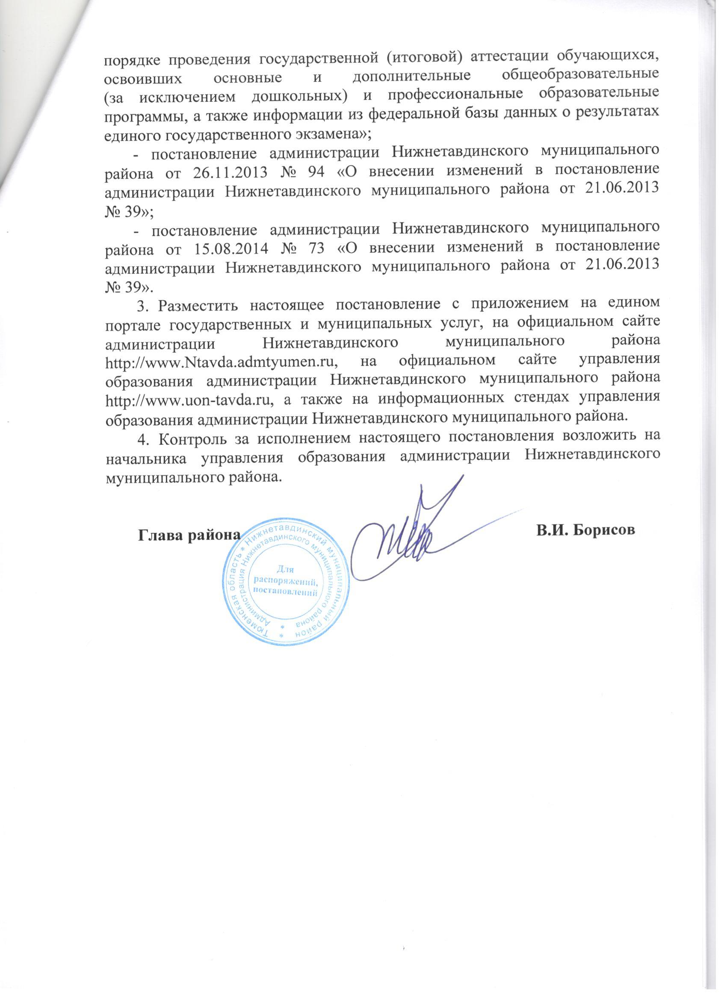 порядке проведения государственной (итоговой) аттестации обучающихся,
освоивших основные и дополнительные общеобразовательные
(за исключением дошкольных) и профессиональные образовательные
программы, а также информации из федеральной базы данных о результатах
единого государственного экзамена»;
- постановление администрации Нижнетавдинского муниципального
района от 26.11.2013 № 94 «О внесении изменений в постановление
администрации Нижнетавдинского муниципального района от 21.06.2013
№ 39»;
- постановление администрации Нижнетавдинского муниципального
района от 15.08.2014 № 73 «О внесении изменений в постановление
администрации Нижнетавдинского муниципального района от 21.06.2013
№ 39».
3. Разместить настоящее постановление с приложением на едином
портале государственных и муниципальных услуг, на официальном сайте
администрации Нижнетавдинского муниципального района
http://www.Ntavda.admtyumen.ru, на официальном сайте управления
образования администрации Нижнетавдинского муниципального района
http://www.uon-tavda.ru, а также на информационных стендах управления
образования администрации Нижнетавдинского муниципального района.
4. Контроль за исполнением настоящего постановления возложить на
начальника управления образования администрации Нижнетавдинского
муниципального района.
Глава района
В.И. Борисов
Тюменская область * Нижнетавдинский муниципальный район *
Администрация Нижнетавдинского муниципального района *
Для
распоряжений,
постановлений